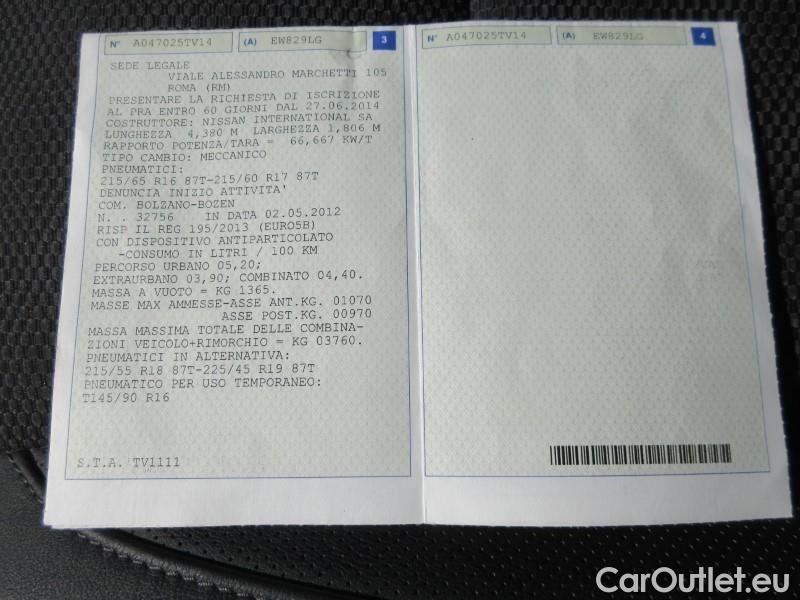 N° A047025TV14 (A) EW829LG 3
SEDE LEGALE
VIALE ALESSANDRO MARCHETTI 105
ROMA (RM)
PRESENTARE LA RICHIESTA DI ISCRIZIONE
AL PRA ENTRO 60 GIORNI DAL 27.06.2014
COSTRUTTORE: NISSAN INTERNATIONAL SA
LUNGHEZZA 4,380 M LARGHEZZA 1,806 M
RAPPORTO POTENZA/TARA = 66,667 KW/T
TIPO CAMBIO: MECCANICO
PNEUMATICI:
215/65 R16 87T-215/60 R17 87T
DENUNCIA INIZIO ATTIVITA'
COM. BOLZANO-BOZEN
N. . 32756 IN DATA 02.05.2012
RISP IL REG 195/2013 (EURO5B)
CON DISPOSITIVO ANTIPARTICOLATO
-CONSUMO IN LITRI / 100 KM
PERCORSO URBANO 05,20;
EXTRAURBANO 03,90; COMBINATO 04,40.
MASSA A VUOTO = KG 1365.
MASSE MAX AMMESSE-ASSE ANT.KG. 01070
ASSE POST.KG. 00970
MASSA MASSIMA TOTALE DELLE COMBINA-
ZIONI VEICOLO+RIMORCHIO = KG 03760.
PNEUMATICI IN ALTERNATIVA:
215/55 R18 87T-225/45 R19 87T
PNEUMATICO PER USO TEMPORANEO:
T145/90 R16
S.T.A. TV1111
N° A047025TV14 (A) EW829LG 4
CarOutlet.eu